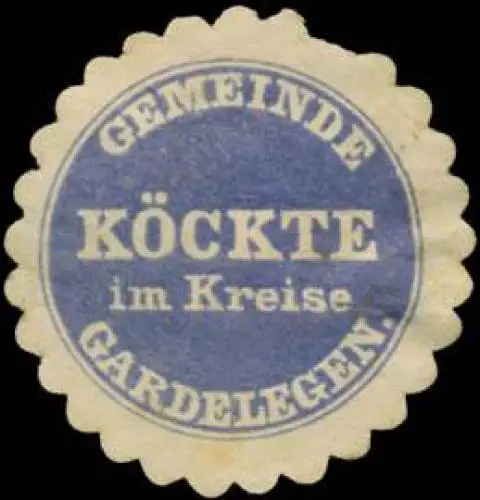 GEMEINDE
KÖCKTE
im Kreise
GARDELEGEN.